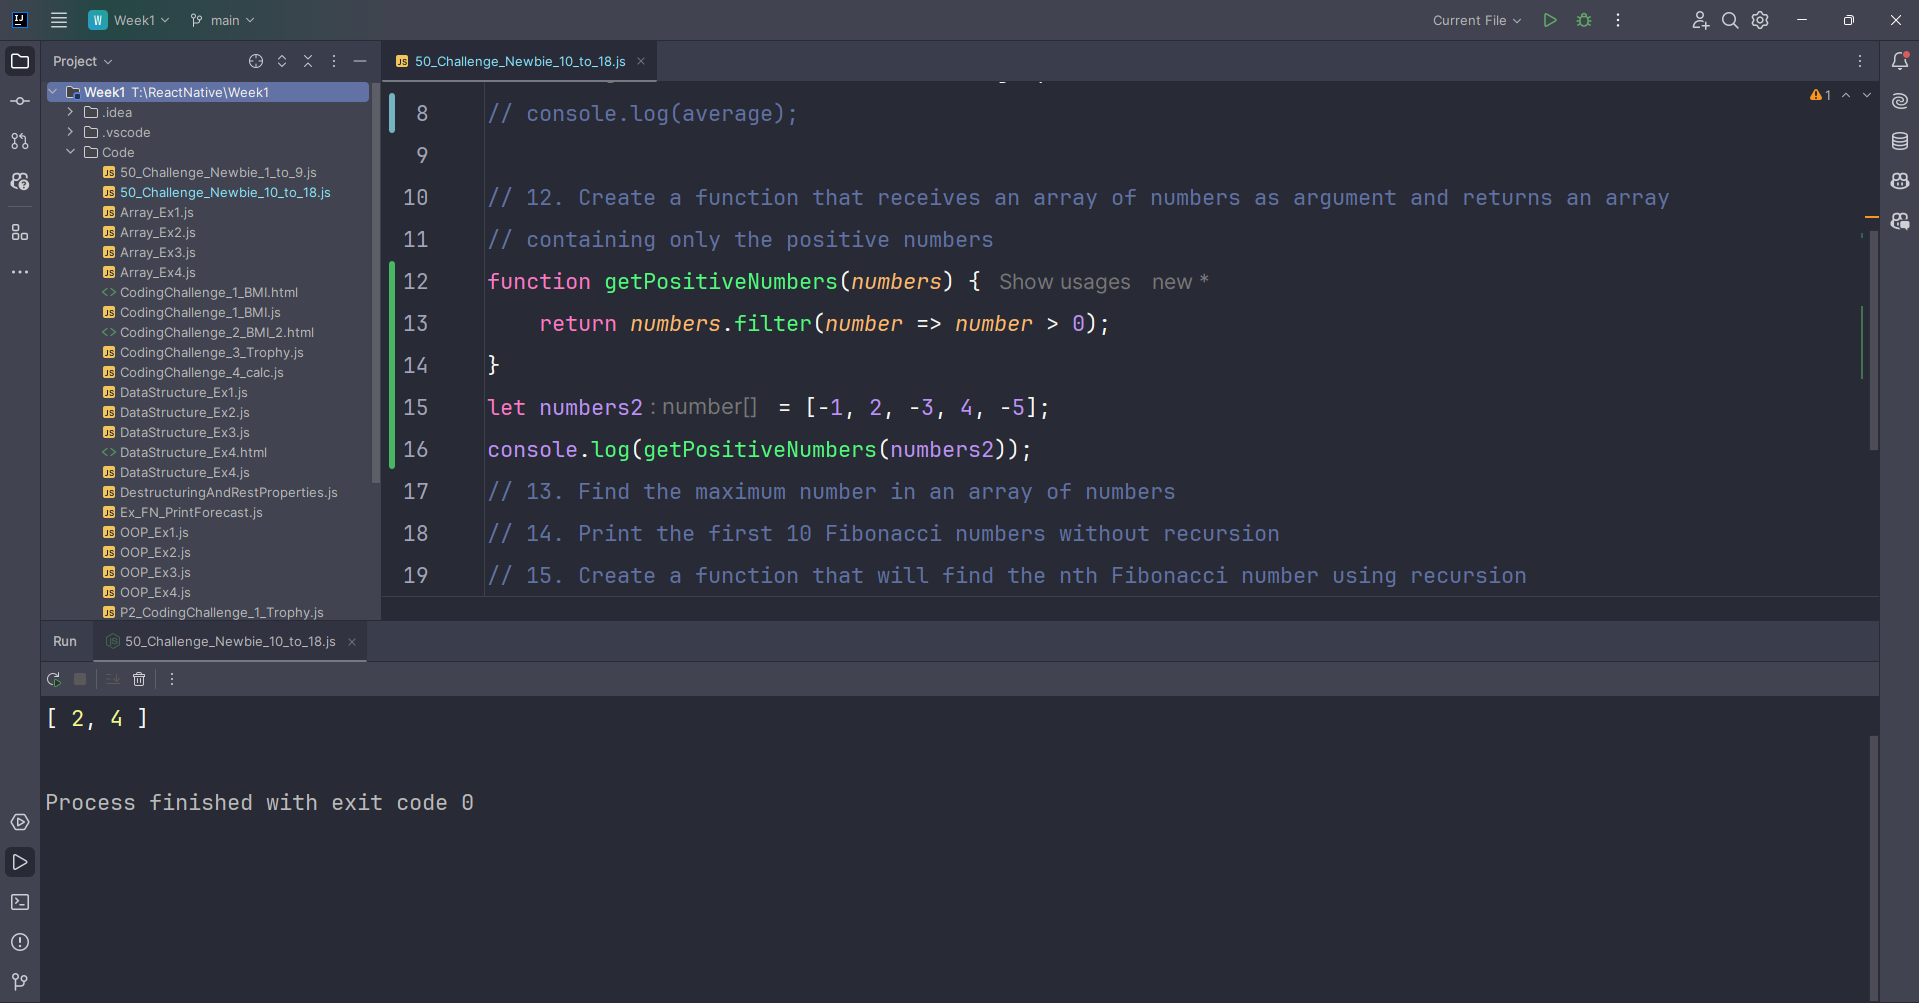 W Week1 main Current File
Project
Week1 T:\ReactNative\Week1
.idea
.vscode
Code
50_Challenge_Newbie_1_to_9.js
50_Challenge_Newbie_10_to_18.js
Array_Ex1.js
Array_Ex2.js
Array_Ex3.js
Array_Ex4.js
CodingChallenge_1_BMI.html
CodingChallenge_1_BMI.js
CodingChallenge_2_BMI_2.html
CodingChallenge_3_Trophy.js
CodingChallenge_4_calc.js
DataStructure_Ex1.js
DataStructure_Ex2.js
DataStructure_Ex3.js
DataStructure_Ex4.html
DataStructure_Ex4.js
DestructuringAndRestProperties.js
Ex_FN_PrintForecast.js
OOP_Ex1.js
OOP_Ex2.js
OOP_Ex3.js
OOP_Ex4.js
P2_CodingChallenge_1_Trophy.js
50_Challenge_Newbie_10_to_18.js
1
8 // console.log(average);
9
10 // 12. Create a function that receives an array of numbers as argument and returns an array
11 // containing only the positive numbers
12 function getPositiveNumbers(numbers) { Show usages new *
13 return numbers.filter(number => number > 0);
14 }
15 let numbers2 : number[] = [-1, 2, -3, 4, -5];
16 console.log(getPositiveNumbers(numbers2));
17 // 13. Find the maximum number in an array of numbers
18 // 14. Print the first 10 Fibonacci numbers without recursion
19 // 15. Create a function that will find the nth Fibonacci number using recursion
Run 50_Challenge_Newbie_10_to_18.js
[ 2, 4 ]
Process finished with exit code 0